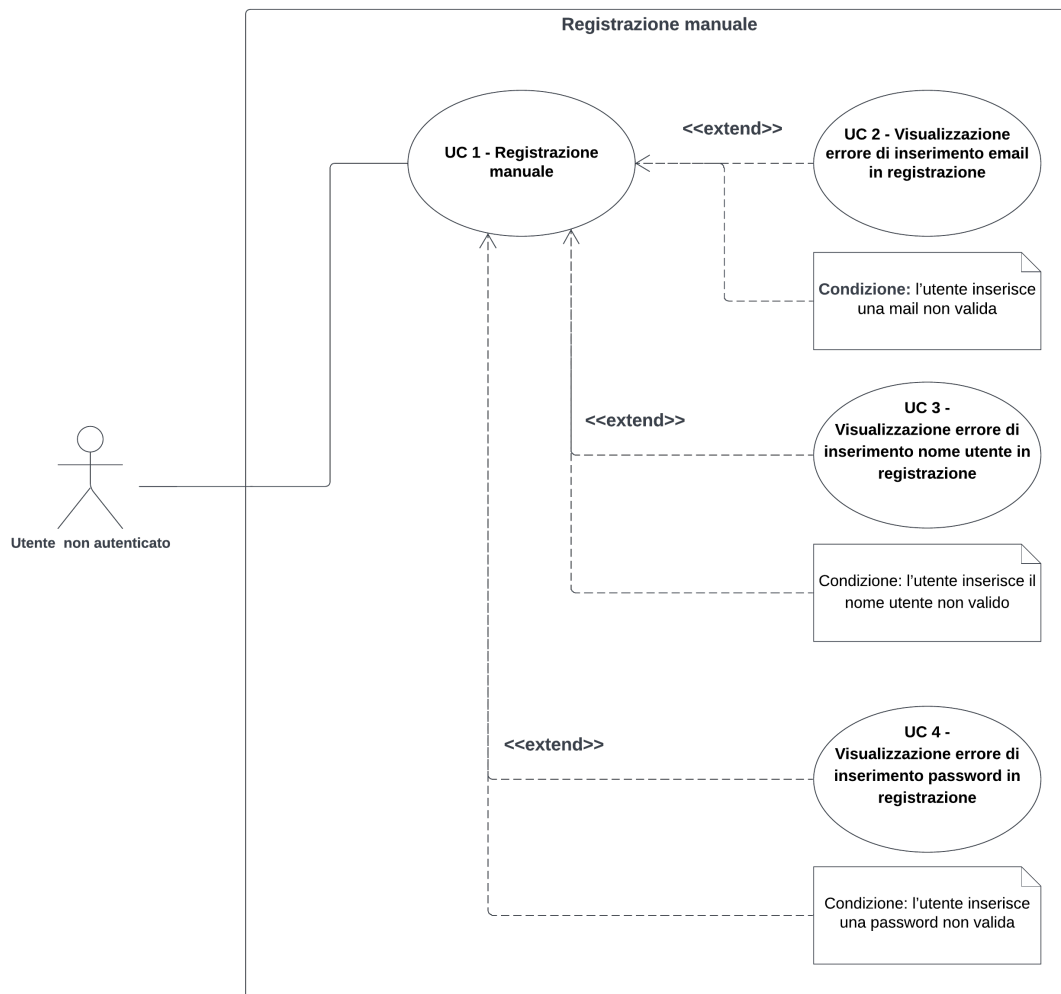 Registrazione manuale
<<extend>>
UC 1 - Registrazione
manuale
UC 2 - Visualizzazione
errore di inserimento email
in registrazione
Condizione: l’utente inserisce
una mail non valida
<<extend>>
UC 3 -
Visualizzazione errore di
inserimento nome utente in
registrazione
Utente  non autenticato
Condizione: l’utente inserisce il
nome utente non valido
<<extend>>
UC 4 -
Visualizzazione errore di
inserimento password in
registrazione
Condizione: l’utente inserisce
una password non valida